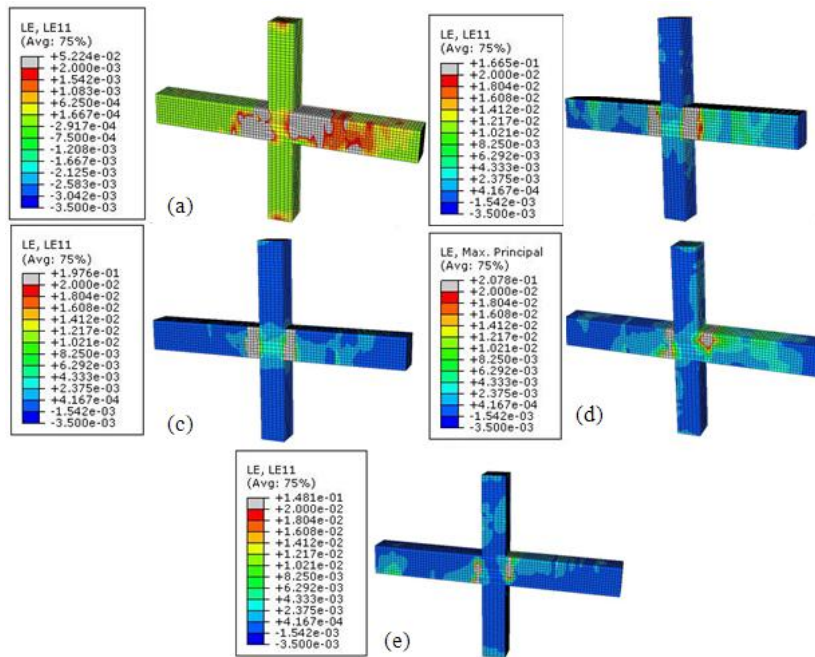 LE, LE11
(Avg: 75%)
+5.224e-02
+2.000e-03
+1.542e-03
+1.083e-03
+6.250e-04
+1.667e-04
-2.917e-04
-7.500e-04
-1.208e-03
-1.667e-03
-2.125e-03
-2.583e-03
-3.042e-03
-3.500e-03
(a)
LE, LE11
(Avg: 75%)
+1.665e-01
+2.000e-02
+1.804e-02
+1.608e-02
+1.412e-02
+1.217e-02
+1.021e-02
+8.250e-03
+6.292e-03
+4.333e-03
+2.375e-03
+4.167e-04
-1.542e-03
-3.500e-03
LE, LE11
(Avg: 75%)
+1.976e-01
+2.000e-02
+1.804e-02
+1.608e-02
+1.412e-02
+1.217e-02
+1.021e-02
+8.250e-03
+6.292e-03
+4.333e-03
+2.375e-03
+4.167e-04
-1.542e-03
-3.500e-03
(c)
LE, Max. Principal
(Avg: 75%)
+2.078e-01
+2.000e-02
+1.804e-02
+1.608e-02
+1.412e-02
+1.217e-02
+1.021e-02
+8.250e-03
+6.292e-03
+4.333e-03
+2.375e-03
+4.167e-04
-1.542e-03
-3.500e-03
(d)
LE, LE11
(Avg: 75%)
+1.481e-01
+2.000e-02
+1.804e-02
+1.608e-02
+1.412e-02
+1.217e-02
+1.021e-02
+8.250e-03
+6.292e-03
+4.333e-03
+2.375e-03
+4.167e-04
-1.542e-03
-3.500e-03
(e)